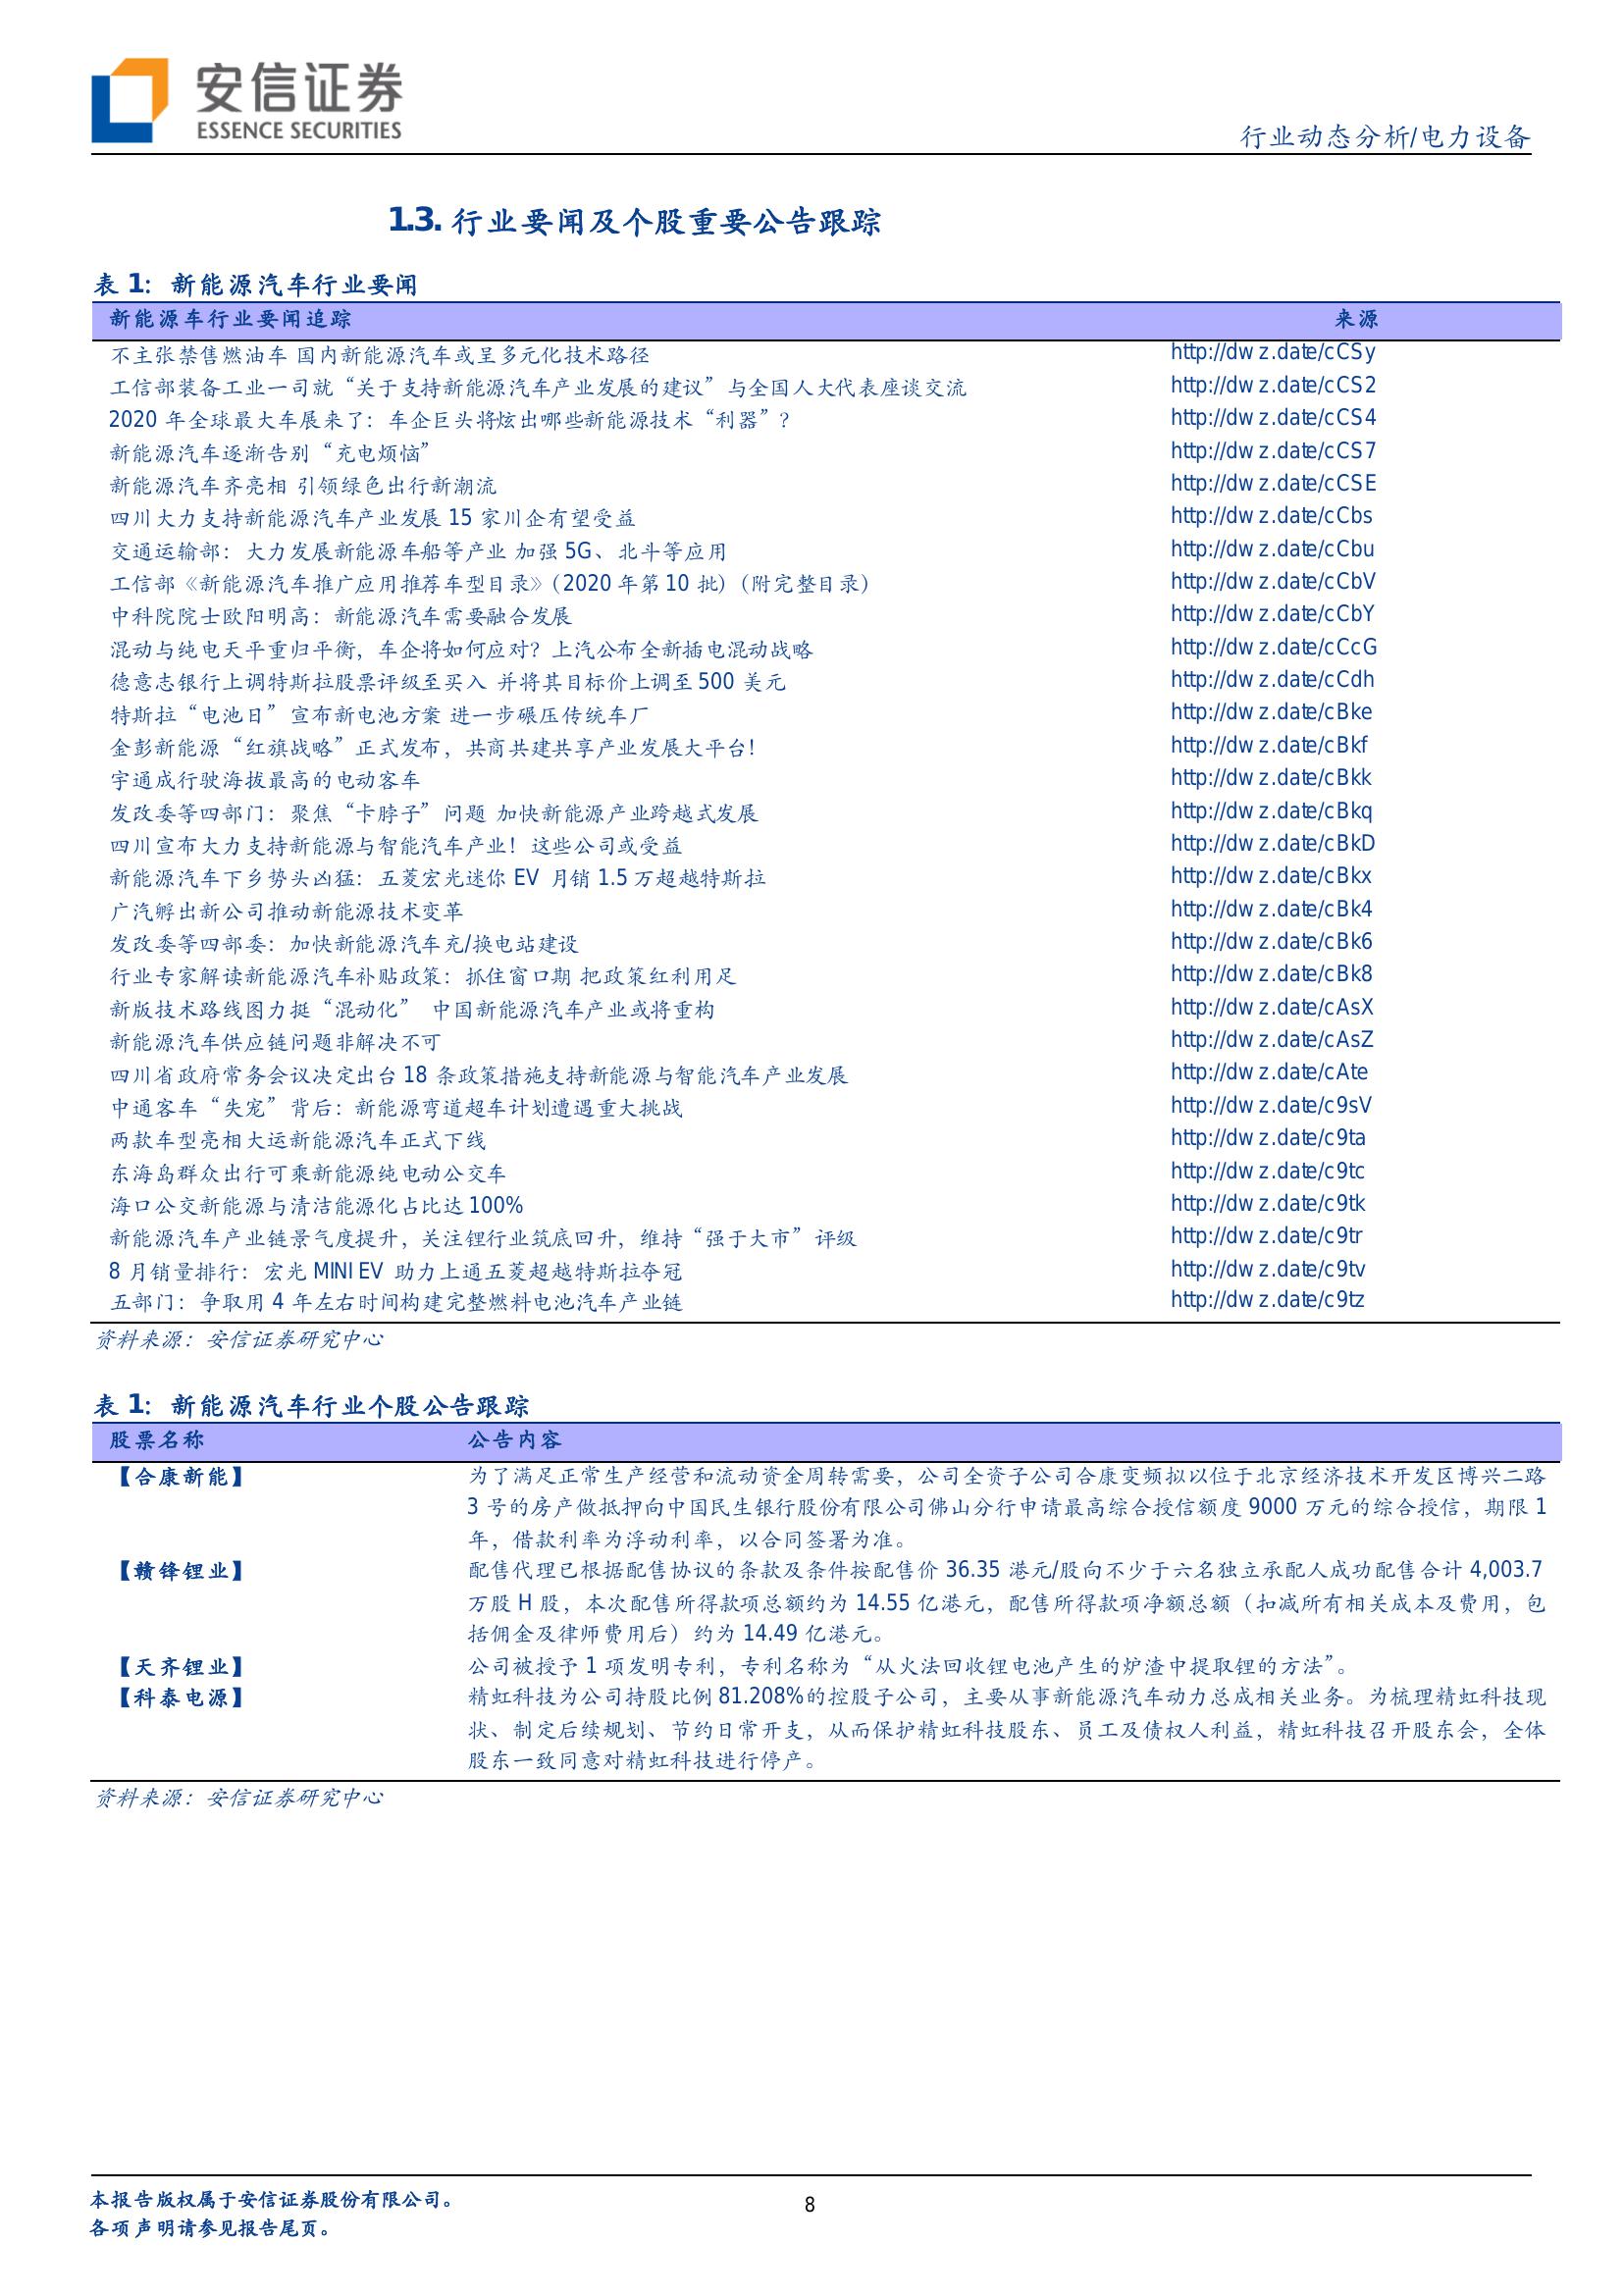 安信证券
ESSENCE SECURITIES
行业动态分析/电力设备
1.3. 行业要闻及个股重要公告跟踪
表 1：新能源汽车行业要闻
新能源车行业要闻追踪 来源
不主张禁售燃油车 国内新能源汽车或呈多元化技术路径 http://dwz.date/cCSy
工信部装备工业一司就“关于支持新能源汽车产业发展的建议”与全国人大代表座谈交流 http://dwz.date/cCS2
2020 年全球最大车展来了：车企巨头将炫出哪些新能源技术“利器”？ http://dwz.date/cCS4
新能源汽车逐渐告别“充电烦恼” http://dwz.date/cCS7
新能源汽车齐亮相 引领绿色出行新潮流 http://dwz.date/cCSE
四川大力支持新能源汽车产业发展 15 家川企有望受益 http://dwz.date/cCbs
交通运输部：大力发展新能源车船等产业 加强 5G、北斗等应用 http://dwz.date/cCbu
工信部《新能源汽车推广应用推荐车型目录》（2020 年第 10 批）（附完整目录） http://dwz.date/cCbV
中科院院士欧阳明高：新能源汽车需要融合发展 http://dwz.date/cCbY
混动与纯电天平重归平衡，车企将如何应对？上汽公布全新插电混动战略 http://dwz.date/cCcG
德意志银行上调特斯拉股票评级至买入 并将其目标价上调至 500 美元 http://dwz.date/cCdh
特斯拉“电池日”宣布新电池方案 进一步碾压传统车厂 http://dwz.date/cBke
金彭新能源“红旗战略”正式发布，共商共建共享产业发展大平台！ http://dwz.date/cBkf
宇通成行驶海拔最高的电动客车 http://dwz.date/cBkk
发改委等四部门：聚焦“卡脖子”问题 加快新能源产业跨越式发展 http://dwz.date/cBkq
四川宣布大力支持新能源与智能汽车产业！这些公司或受益 http://dwz.date/cBkD
新能源汽车下乡势头凶猛：五菱宏光迷你 EV 月销 1.5 万超越特斯拉 http://dwz.date/cBkx
广汽孵出新公司推动新能源技术变革 http://dwz.date/cBk4
发改委等四部委：加快新能源汽车充/换电站建设 http://dwz.date/cBk6
行业专家解读新能源汽车补贴政策：抓住窗口期 把政策红利用足 http://dwz.date/cBk8
新版技术路线图力挺“混动化” 中国新能源汽车产业或将重构 http://dwz.date/cAsX
新能源汽车供应链问题非解决不可 http://dwz.date/cAsZ
四川省政府常务会议决定出台 18 条政策措施支持新能源与智能汽车产业发展 http://dwz.date/cAte
中通客车“失宠”背后：新能源弯道超车计划遭遇重大挑战 http://dwz.date/c9sV
两款车型亮相大运新能源汽车正式下线 http://dwz.date/c9ta
东海岛群众出行可乘新能源纯电动公交车 http://dwz.date/c9tc
海口公交新能源与清洁能源化占比达 100% http://dwz.date/c9tk
新能源汽车产业链景气度提升，关注锂行业筑底回升，维持“强于大市”评级 http://dwz.date/c9tr
8 月销量排行：宏光 MINI EV 助力上通五菱超越特斯拉夺冠 http://dwz.date/c9tv
五部门：争取用 4 年左右时间构建完整燃料电池汽车产业链 http://dwz.date/c9tz
资料来源：安信证券研究中心
表 1：新能源汽车行业个股公告跟踪
股票名称 公告内容
【合康新能】 为了满足正常生产经营和流动资金周转需要，公司全资子公司合康变频拟以位于北京经济技术开发区博兴二路
3 号的房产做抵押向中国民生银行股份有限公司佛山分行申请最高综合授信额度 9000 万元的综合授信，期限 1
年，借款利率为浮动利率，以合同签署为准。
【赣锋锂业】 配售代理已根据配售协议的条款及条件按配售价 36.35 港元/股向不少于六名独立承配人成功配售合计 4,003.7
万股 H 股，本次配售所得款项总额约为 14.55 亿港元，配售所得款项净额总额（扣减所有相关成本及费用，包
括佣金及律师费用后）约为 14.49 亿港元。
【天齐锂业】 公司被授予 1 项发明专利，专利名称为“从火法回收锂电池产生的炉渣中提取锂的方法”。
【科泰电源】 精虹科技为公司持股比例 81.208%的控股子公司，主要从事新能源汽车动力总成相关业务。为梳理精虹科技现
状、制定后续规划、节约日常开支，从而保护精虹科技股东、员工及债权人利益，精虹科技召开股东会，全体
股东一致同意对精虹科技进行停产。
资料来源：安信证券研究中心
本报告版权属于安信证券股份有限公司。
8
各项声明请参见报告尾页。